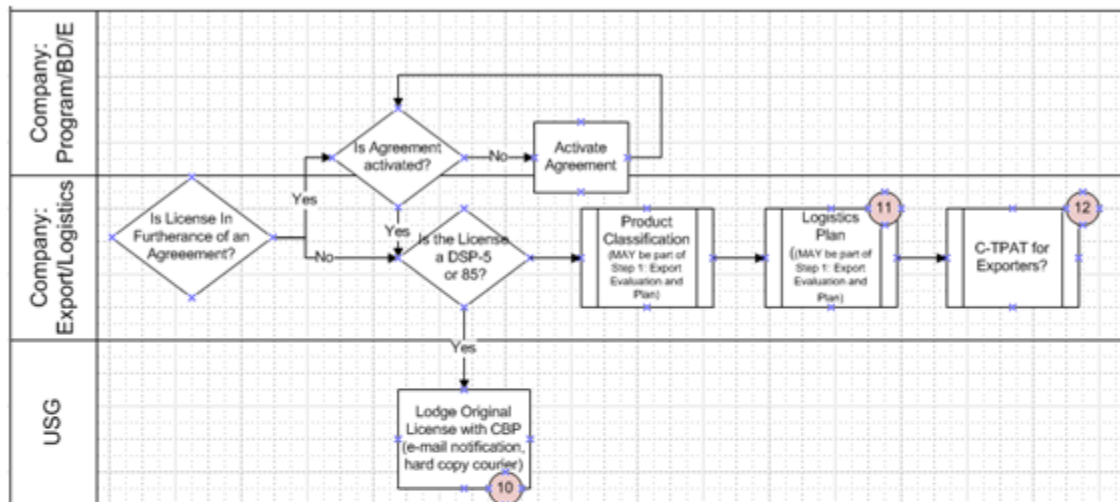 Company:
Program/BD/E
Is Agreement
activated?
No
Activate
Agreement
Company:
Export/Logistics
Is License In
Furtherance of an
Agreeement?
Yes
No
Yes
Is the License
a DSP-5
or 85?
Product
Classification
(MAY be part of
Step 1: Export
Evaluation and
Plan)
11
Logistics
Plan
((MAY be part of
Step 1: Export
Evaluation and
Plan)
12
C-TPAT for
Exporters?
Yes
USG
Lodge Original
License with CBP
(e-mail notification,
hard copy courier)
10